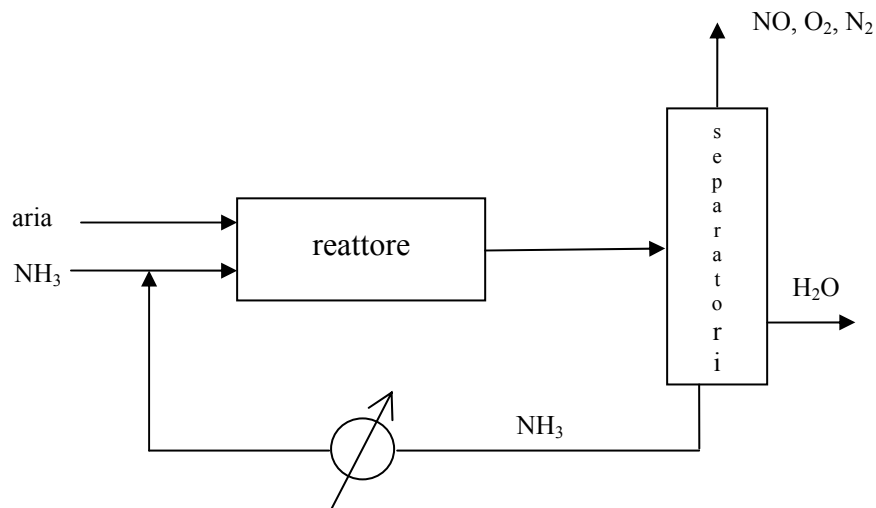 NO, O₂, N₂
separatori
aria
reattore
NH₃
H₂O
NH₃